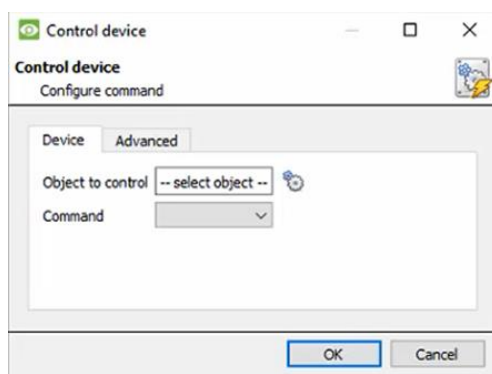 Control device
Control device
Configure command
Device Advanced
Object to control -- select object --
Command
OK Cancel